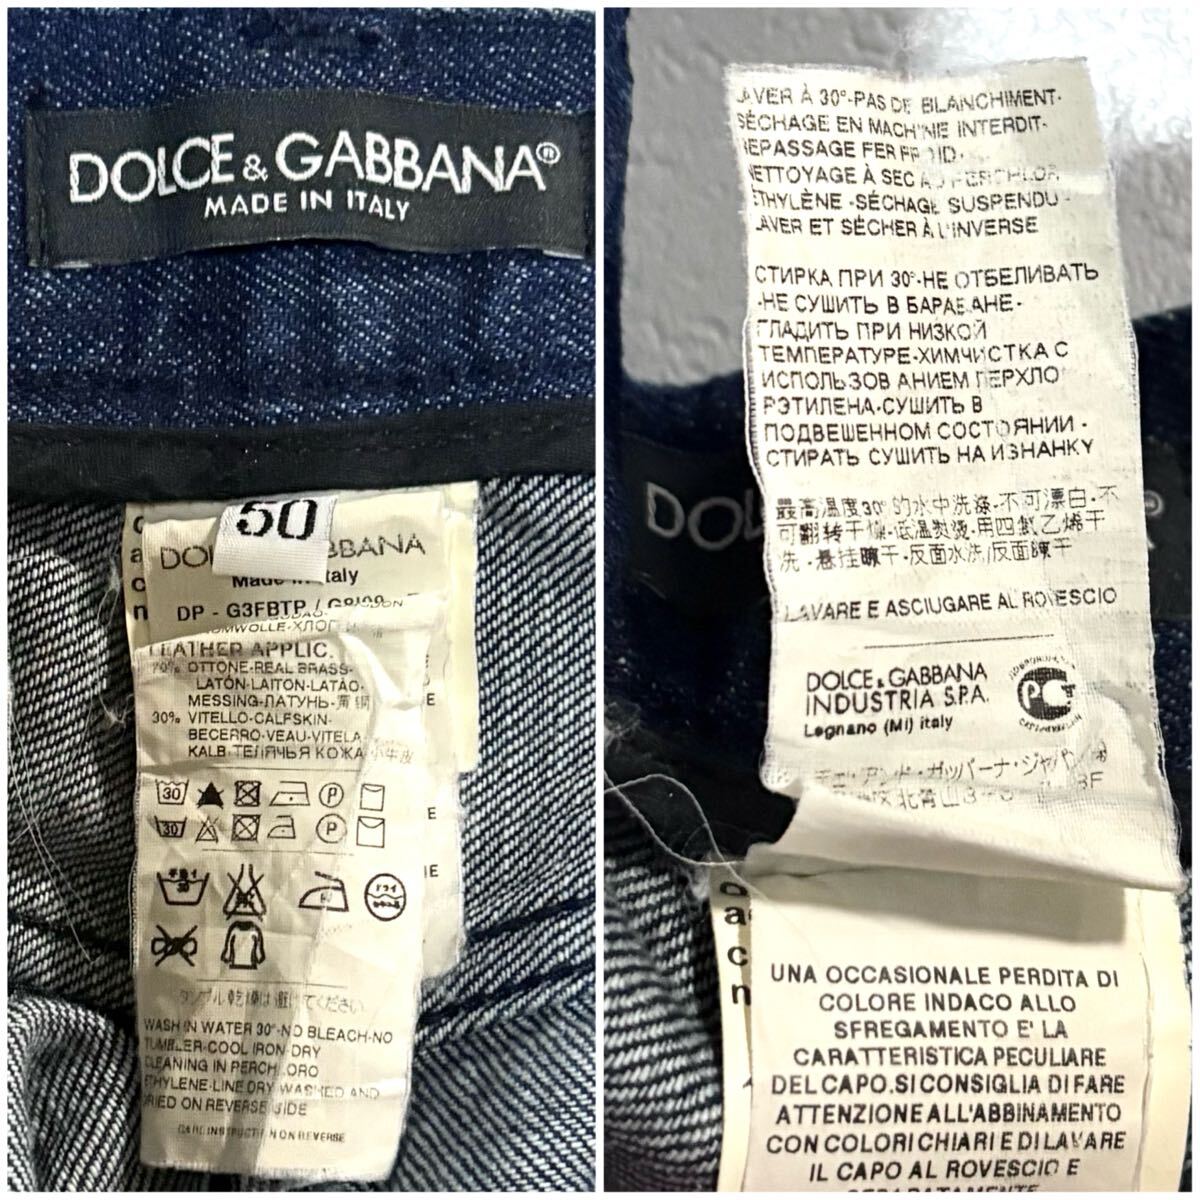 DOLCE & GABBANA®
MADE IN ITALY
50
BBANA
Made in Italy
DP - G3FBTP /
LEATHER APPLIC.
70% OTTONE-REAL BRASS-
LATÓN-LAITON-LATÃO-
MESSING-ЛАТУНЬ-黄铜
30% VITELLO-CALFSKIN-
BECERRO-VEAU-VITELA-
KALB-ТЕЛЯЧЬЯ КОЖА-小牛皮
30 P
30 P
タンブル乾燥は避けてください
WASH IN WATER 30°-NO BLEACH-NO
TUMBLER-COOL IRON-DRY
CLEANING IN PERCHLORO
ETHYLENE-LINE DRY WASHED AND
DRIED ON REVERSE SIDE
CARE INSTRUCTION ON REVERSE
LAVER À 30°-PAS DE BLANCHIMENT-
SÉCHAGE EN MACHINE INTERDIT-
REPASSAGE FER FROID-
NETTOYAGE À SEC AU PERCHLOR
ÉTHYLÈNE -SÉCHAGE SUSPENDU -
LAVER ET SÉCHER À L'INVERSE
СТИРКА ПРИ 30°-НЕ ОТБЕЛИВАТЬ
-НЕ СУШИТЬ В БАРАБАНЕ-
ГЛАДИТЬ ПРИ НИЗКОЙ
ТЕМПЕРАТУРЕ-ХИМЧИСТКА С
ИСПОЛЬЗОВАНИЕМ ПЕРХЛО
РЭТИЛЕНА-СУШИТЬ В
ПОДВЕШЕННОМ СОСТОЯНИИ -
СТИРАТЬ СУШИТЬ НА ИЗНАНКУ
最高温度30°的水中洗涤-不可漂白-不
可翻转干燥-低温熨烫-用四氯乙烯干
洗-悬挂晾干-反面水洗/反面晾干
LAVARE E ASCIUGARE AL ROVESCIO
DOLCE & GABBANA
INDUSTRIA S.P.A.
Legnano (Mi) italy
UNA OCCASIONALE PERDITA DI
COLORE INDACO ALLO
SFREGAMENTO E' LA
CARATTERISTICA PECULIARE
DEL CAPO.SI CONSIGLIA DI FARE
ATTENZIONE ALL'ABBINAMENTO
CON COLORI CHIARI E DI LAVARE
IL CAPO AL ROVESCIO E
SEPARATAMENTE